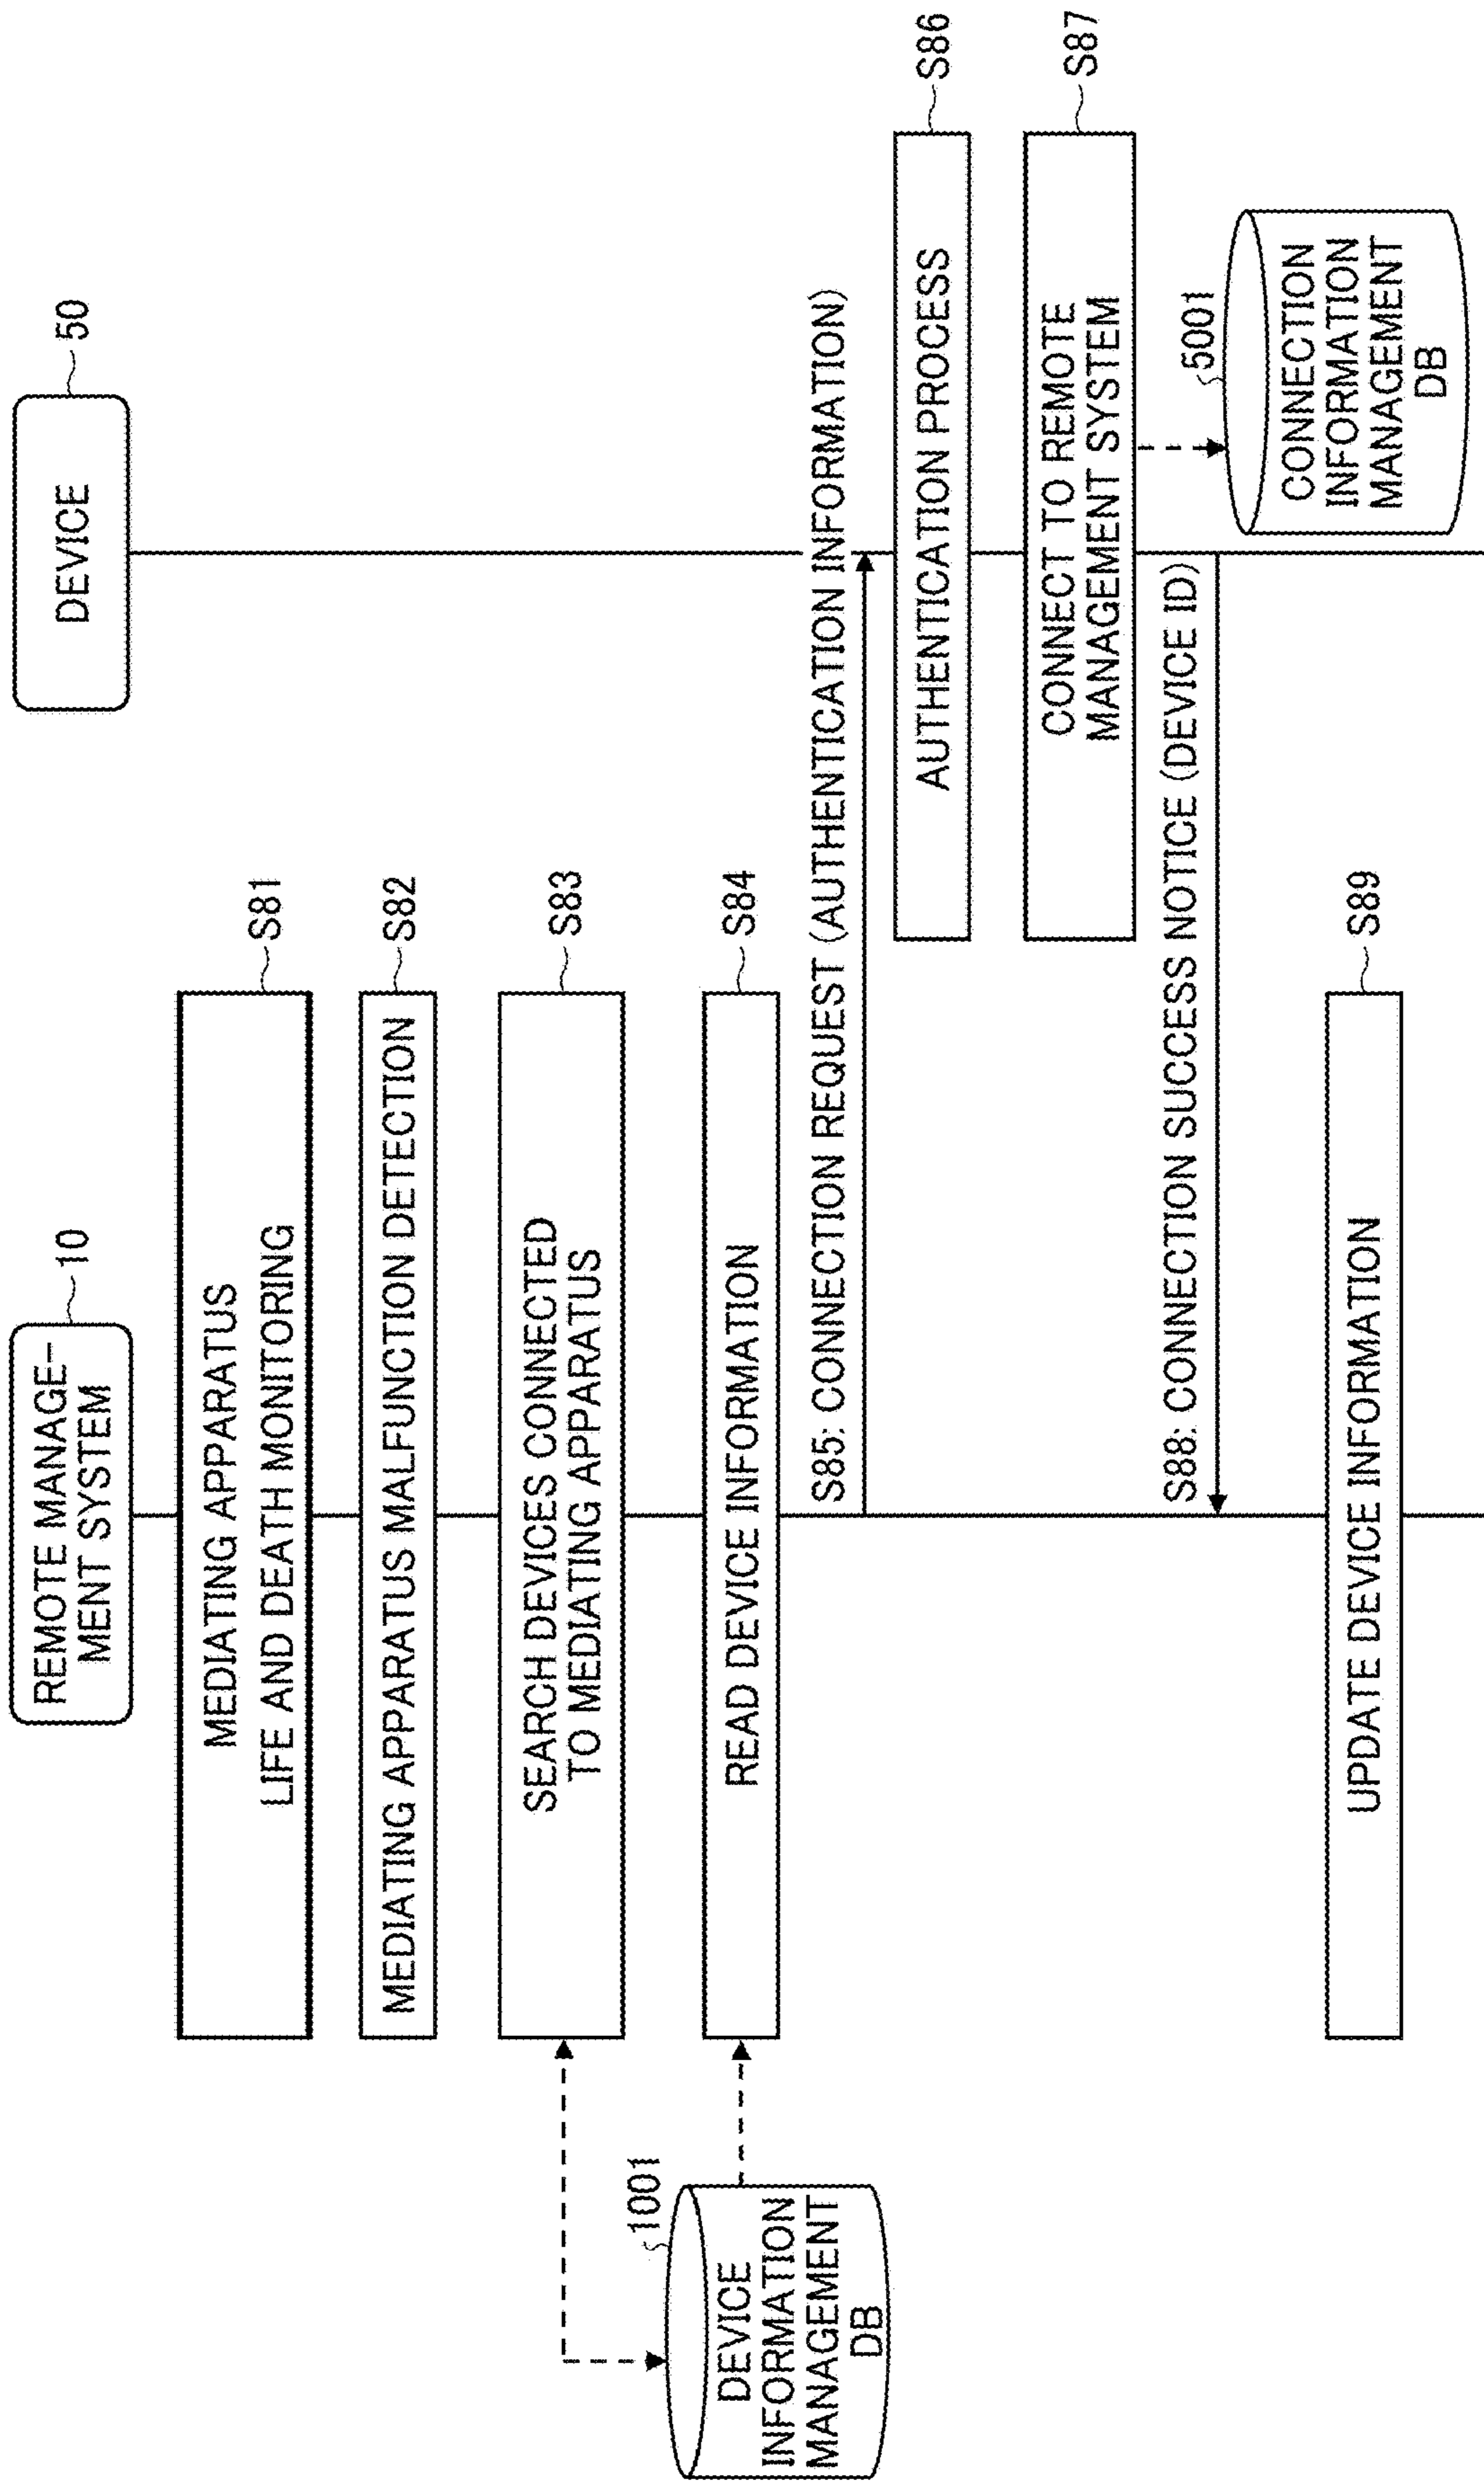 REMOTE MANAGE-
MENT SYSTEM
10
DEVICE
50
MEDIATING APPARATUS
LIFE AND DEATH MONITORING
S81
MEDIATING APPARATUS MALFUNCTION DETECTION
S82
SEARCH DEVICES CONNECTED
TO MEDIATING APPARATUS
S83
1001
DEVICE
INFORMATION
MANAGEMENT
DB
READ DEVICE INFORMATION
S84
S85: CONNECTION REQUEST (AUTHENTICATION INFORMATION)
AUTHENTICATION PROCESS
S86
CONNECT TO REMOTE
MANAGEMENT SYSTEM
S87
S88: CONNECTION SUCCESS NOTICE (DEVICE ID)
5001
CONNECTION
INFORMATION
MANAGEMENT
DB
UPDATE DEVICE INFORMATION
S89